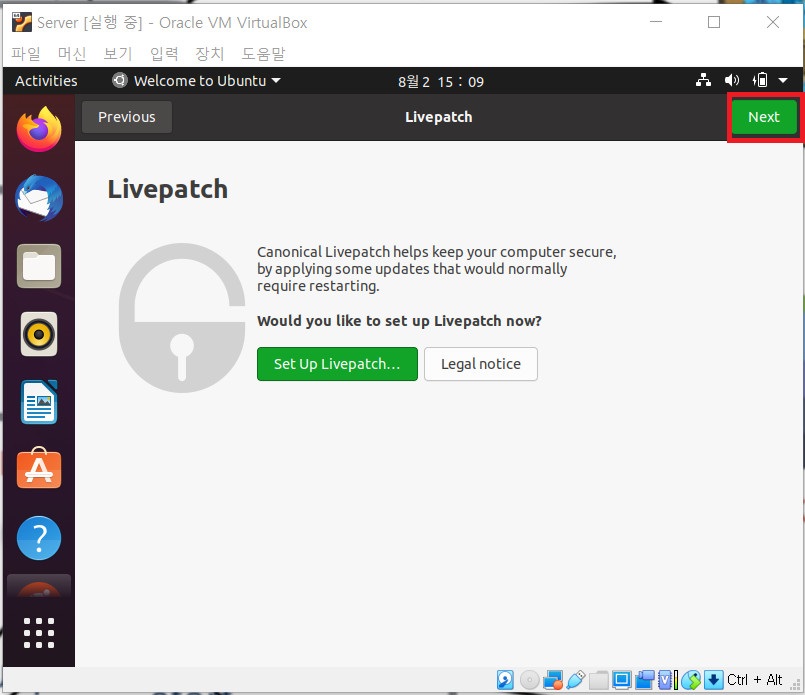 Server [실행 중] - Oracle VM VirtualBox
파일 머신 보기 입력 장치 도움말
Activities Welcome to Ubuntu 8월 2 15 : 09
Previous Livepatch Next
Livepatch
Canonical Livepatch helps keep your computer secure,
by applying some updates that would normally
require restarting.
Would you like to set up Livepatch now?
Set Up Livepatch… Legal notice
Ctrl + Alt